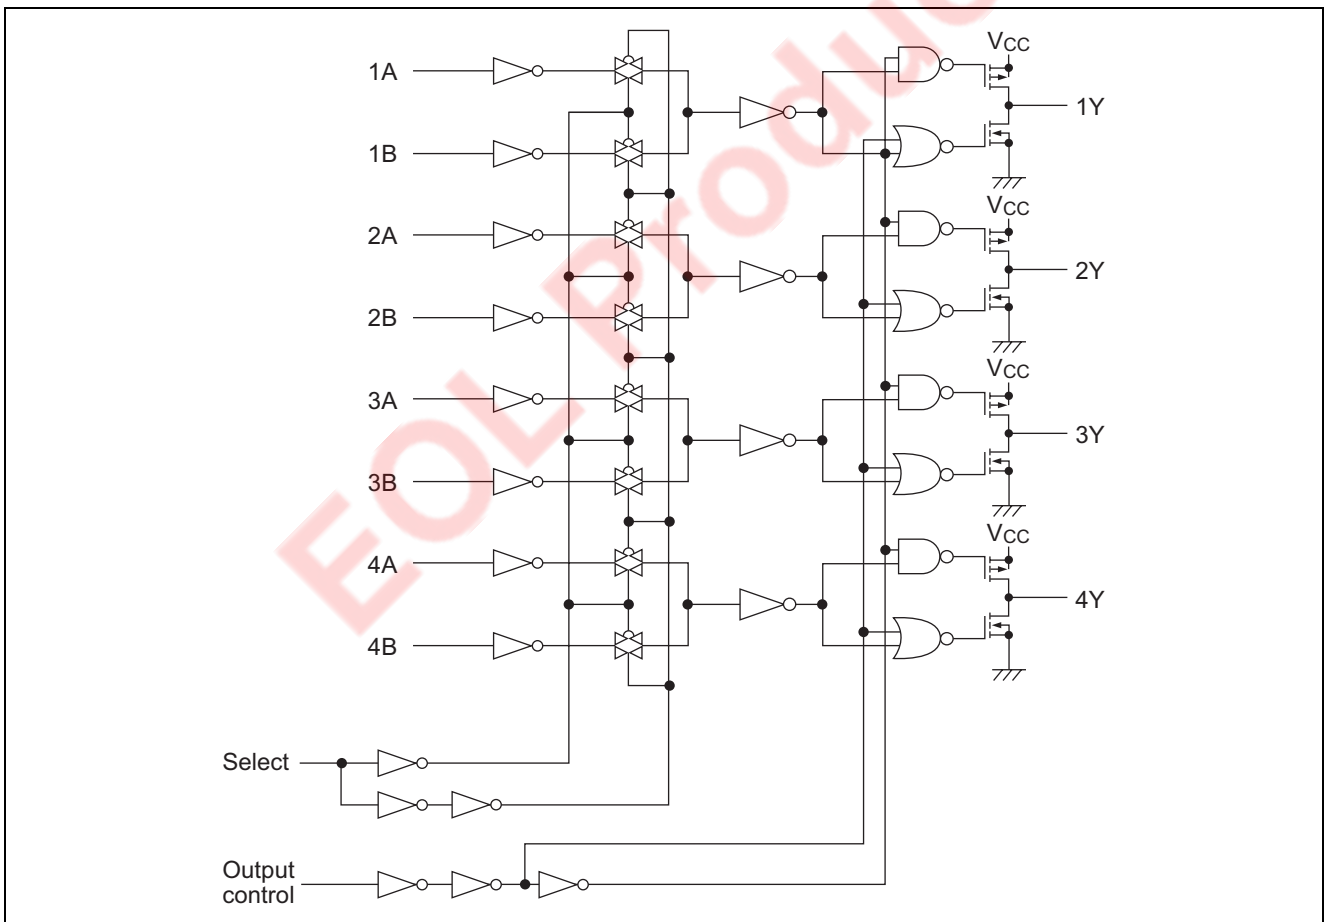 EOL Produc
VCC
1A
1Y
1B
VCC
2A
2Y
2B
VCC
3A
3Y
3B
VCC
4A
4Y
4B
Select
Output
control